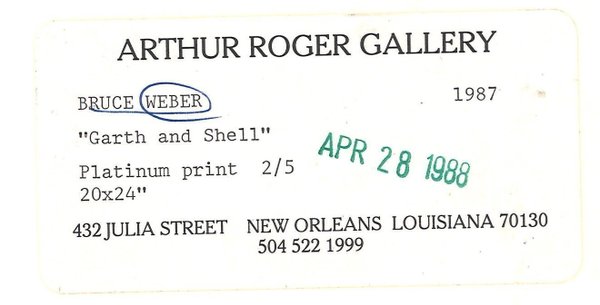 ARTHUR ROGER GALLERY
BRUCE WEBER 1987
"Garth and Shell"
Platinum print 2/5
20x24"
APR 28 1988
432 JULIA STREET NEW ORLEANS LOUISIANA 70130
504 522 1999